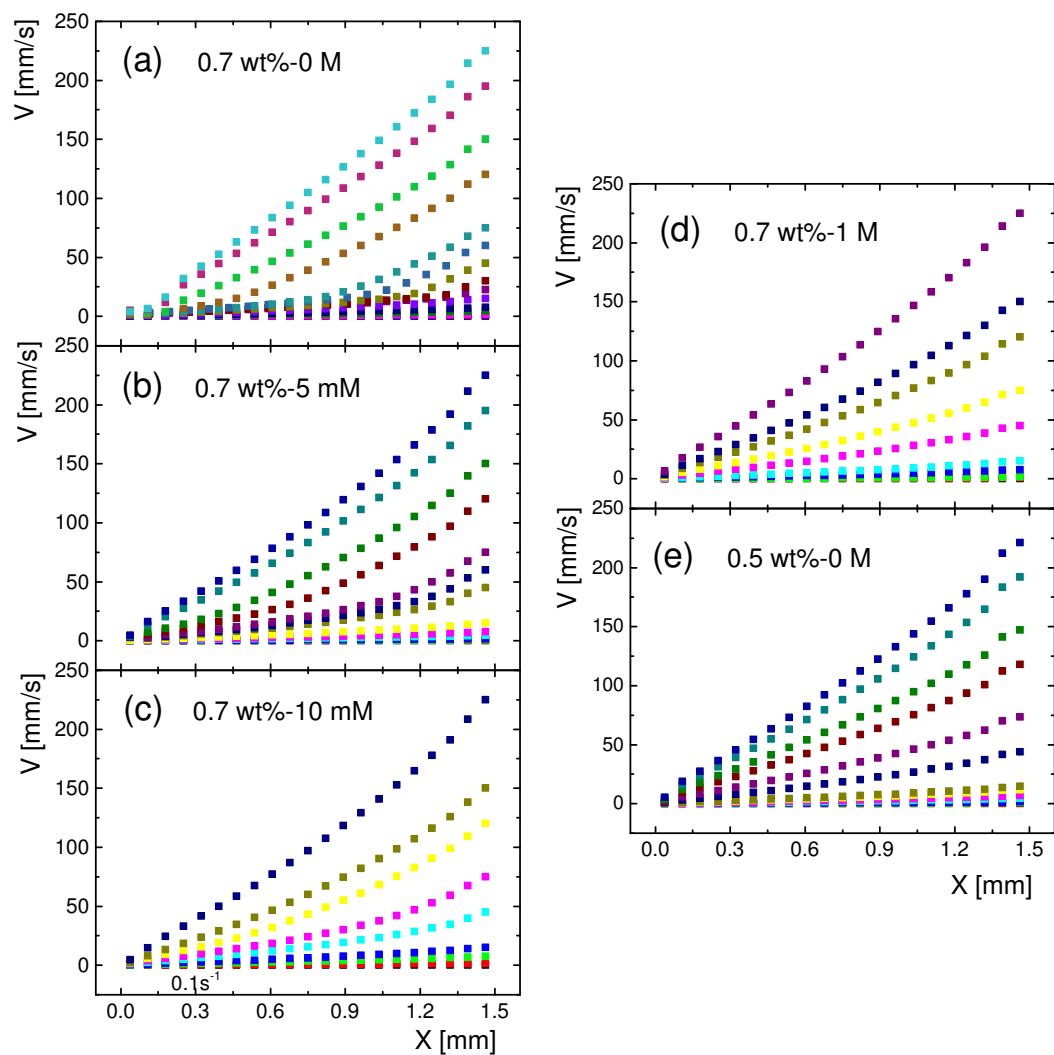 250
200
150
100
50
0
V [mm/s]
(a) 0.7 wt%-0 M
250
200
150
100
50
0
V [mm/s]
(b) 0.7 wt%-5 mM
250
200
150
100
50
0
V [mm/s]
(c) 0.7 wt%-10 mM
0.1s⁻¹
0.0 0.3 0.6 0.9 1.2 1.5
X [mm]
250
200
150
100
50
0
V [mm/s]
(d) 0.7 wt%-1 M
250
200
150
100
50
0
V [mm/s]
(e) 0.5 wt%-0 M
0.0 0.3 0.6 0.9 1.2 1.5
X [mm]